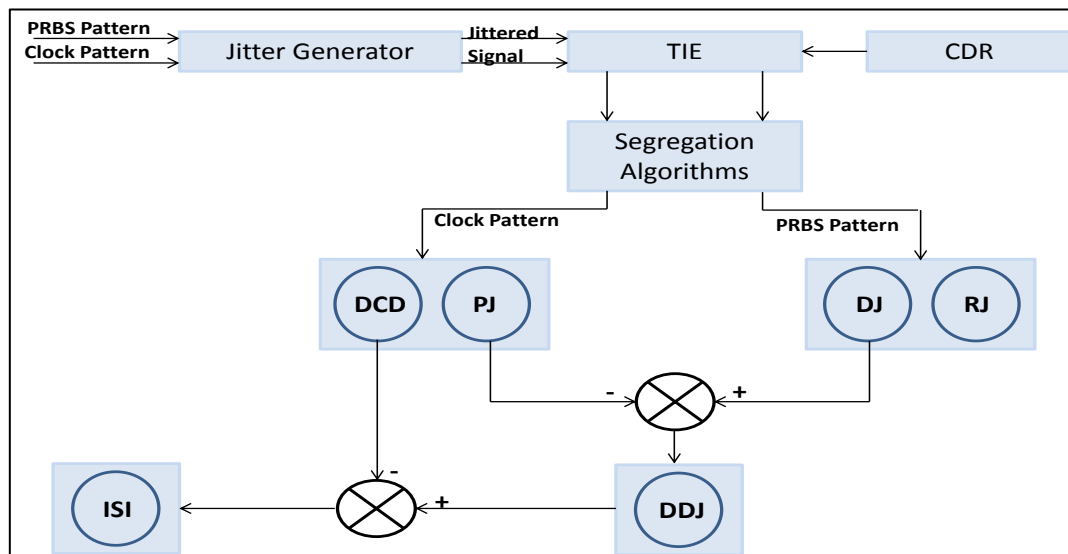 PRBS Pattern
Clock Pattern
Jitter Generator
Jittered
Signal
TIE
CDR
Segregation
Algorithms
Clock Pattern
PRBS Pattern
DCD
PJ
DJ
RJ
-
+
-
+
ISI
DDJ